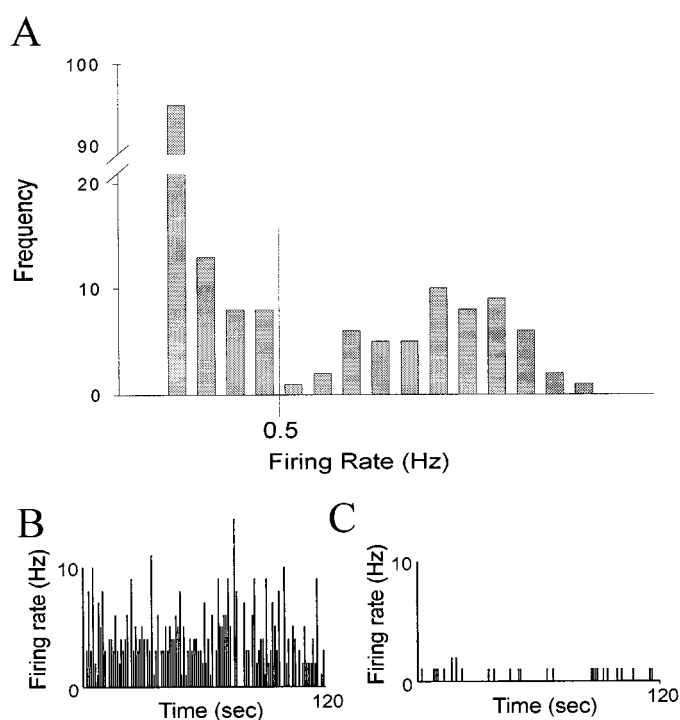 A
100
90
20
10
0
Frequency
0.5
Firing Rate (Hz)
B
10
0
Firing rate (Hz)
120
Time (sec)
C
10
0
Firing rate (Hz)
120
Time (sec)